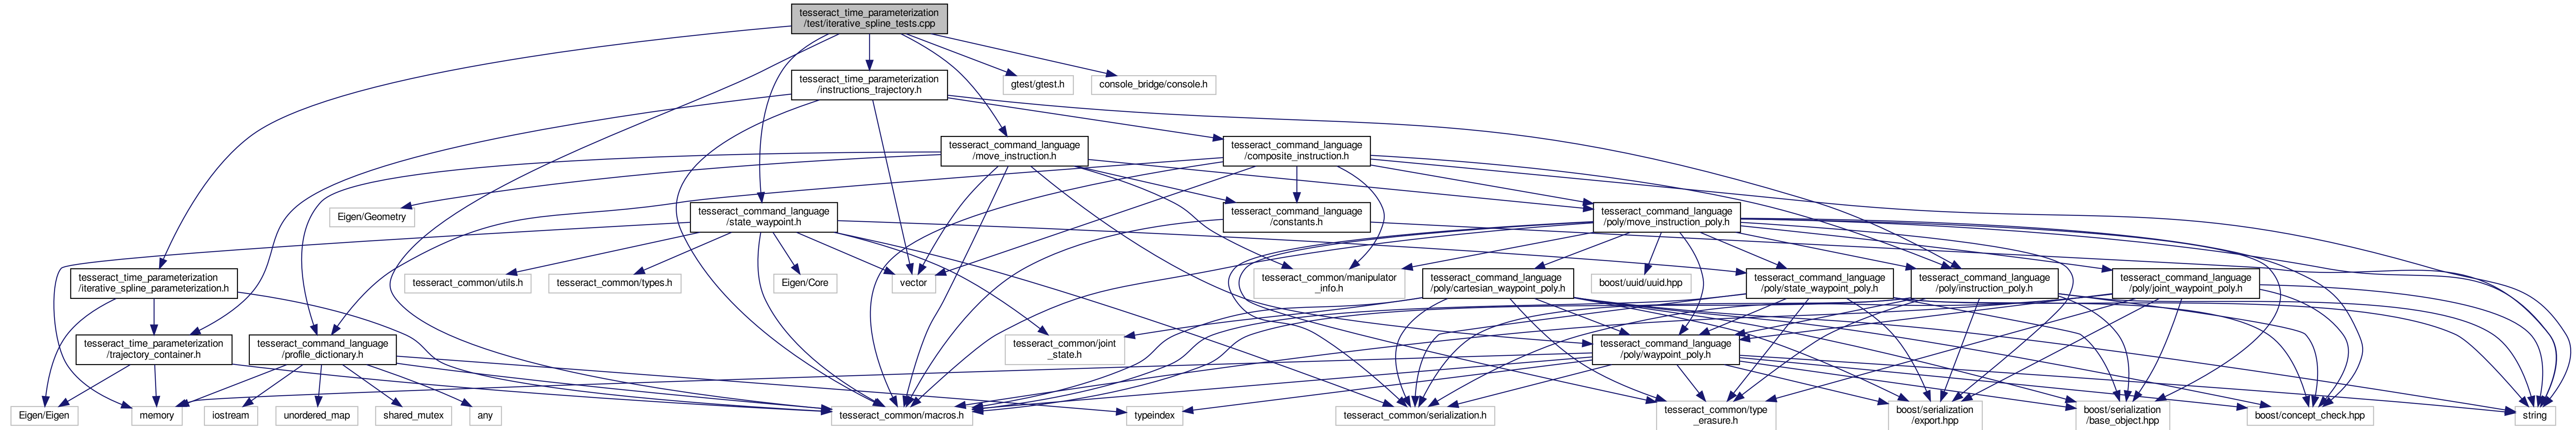 tesseract_time_parameterization
/test/iterative_spline_tests.cpp
tesseract_time_parameterization
/instructions_trajectory.h
gtest/gtest.h
console_bridge/console.h
tesseract_command_language
/move_instruction.h
tesseract_command_language
/composite_instruction.h
Eigen/Geometry
tesseract_command_language
/state_waypoint.h
tesseract_command_language
/constants.h
tesseract_command_language
/poly/move_instruction_poly.h
tesseract_time_parameterization
/iterative_spline_parameterization.h
tesseract_common/utils.h
tesseract_common/types.h
Eigen/Core
vector
tesseract_common/manipulator
_info.h
tesseract_command_language
/poly/cartesian_waypoint_poly.h
boost/uuid/uuid.hpp
tesseract_command_language
/poly/state_waypoint_poly.h
tesseract_command_language
/poly/instruction_poly.h
tesseract_command_language
/poly/joint_waypoint_poly.h
tesseract_time_parameterization
/trajectory_container.h
tesseract_command_language
/profile_dictionary.h
tesseract_common/joint
_state.h
tesseract_command_language
/poly/waypoint_poly.h
Eigen/Eigen
memory
iostream
unordered_map
shared_mutex
any
tesseract_common/macros.h
typeindex
tesseract_common/serialization.h
tesseract_common/type
_erasure.h
boost/serialization
/export.hpp
boost/serialization
/base_object.hpp
boost/concept_check.hpp
string